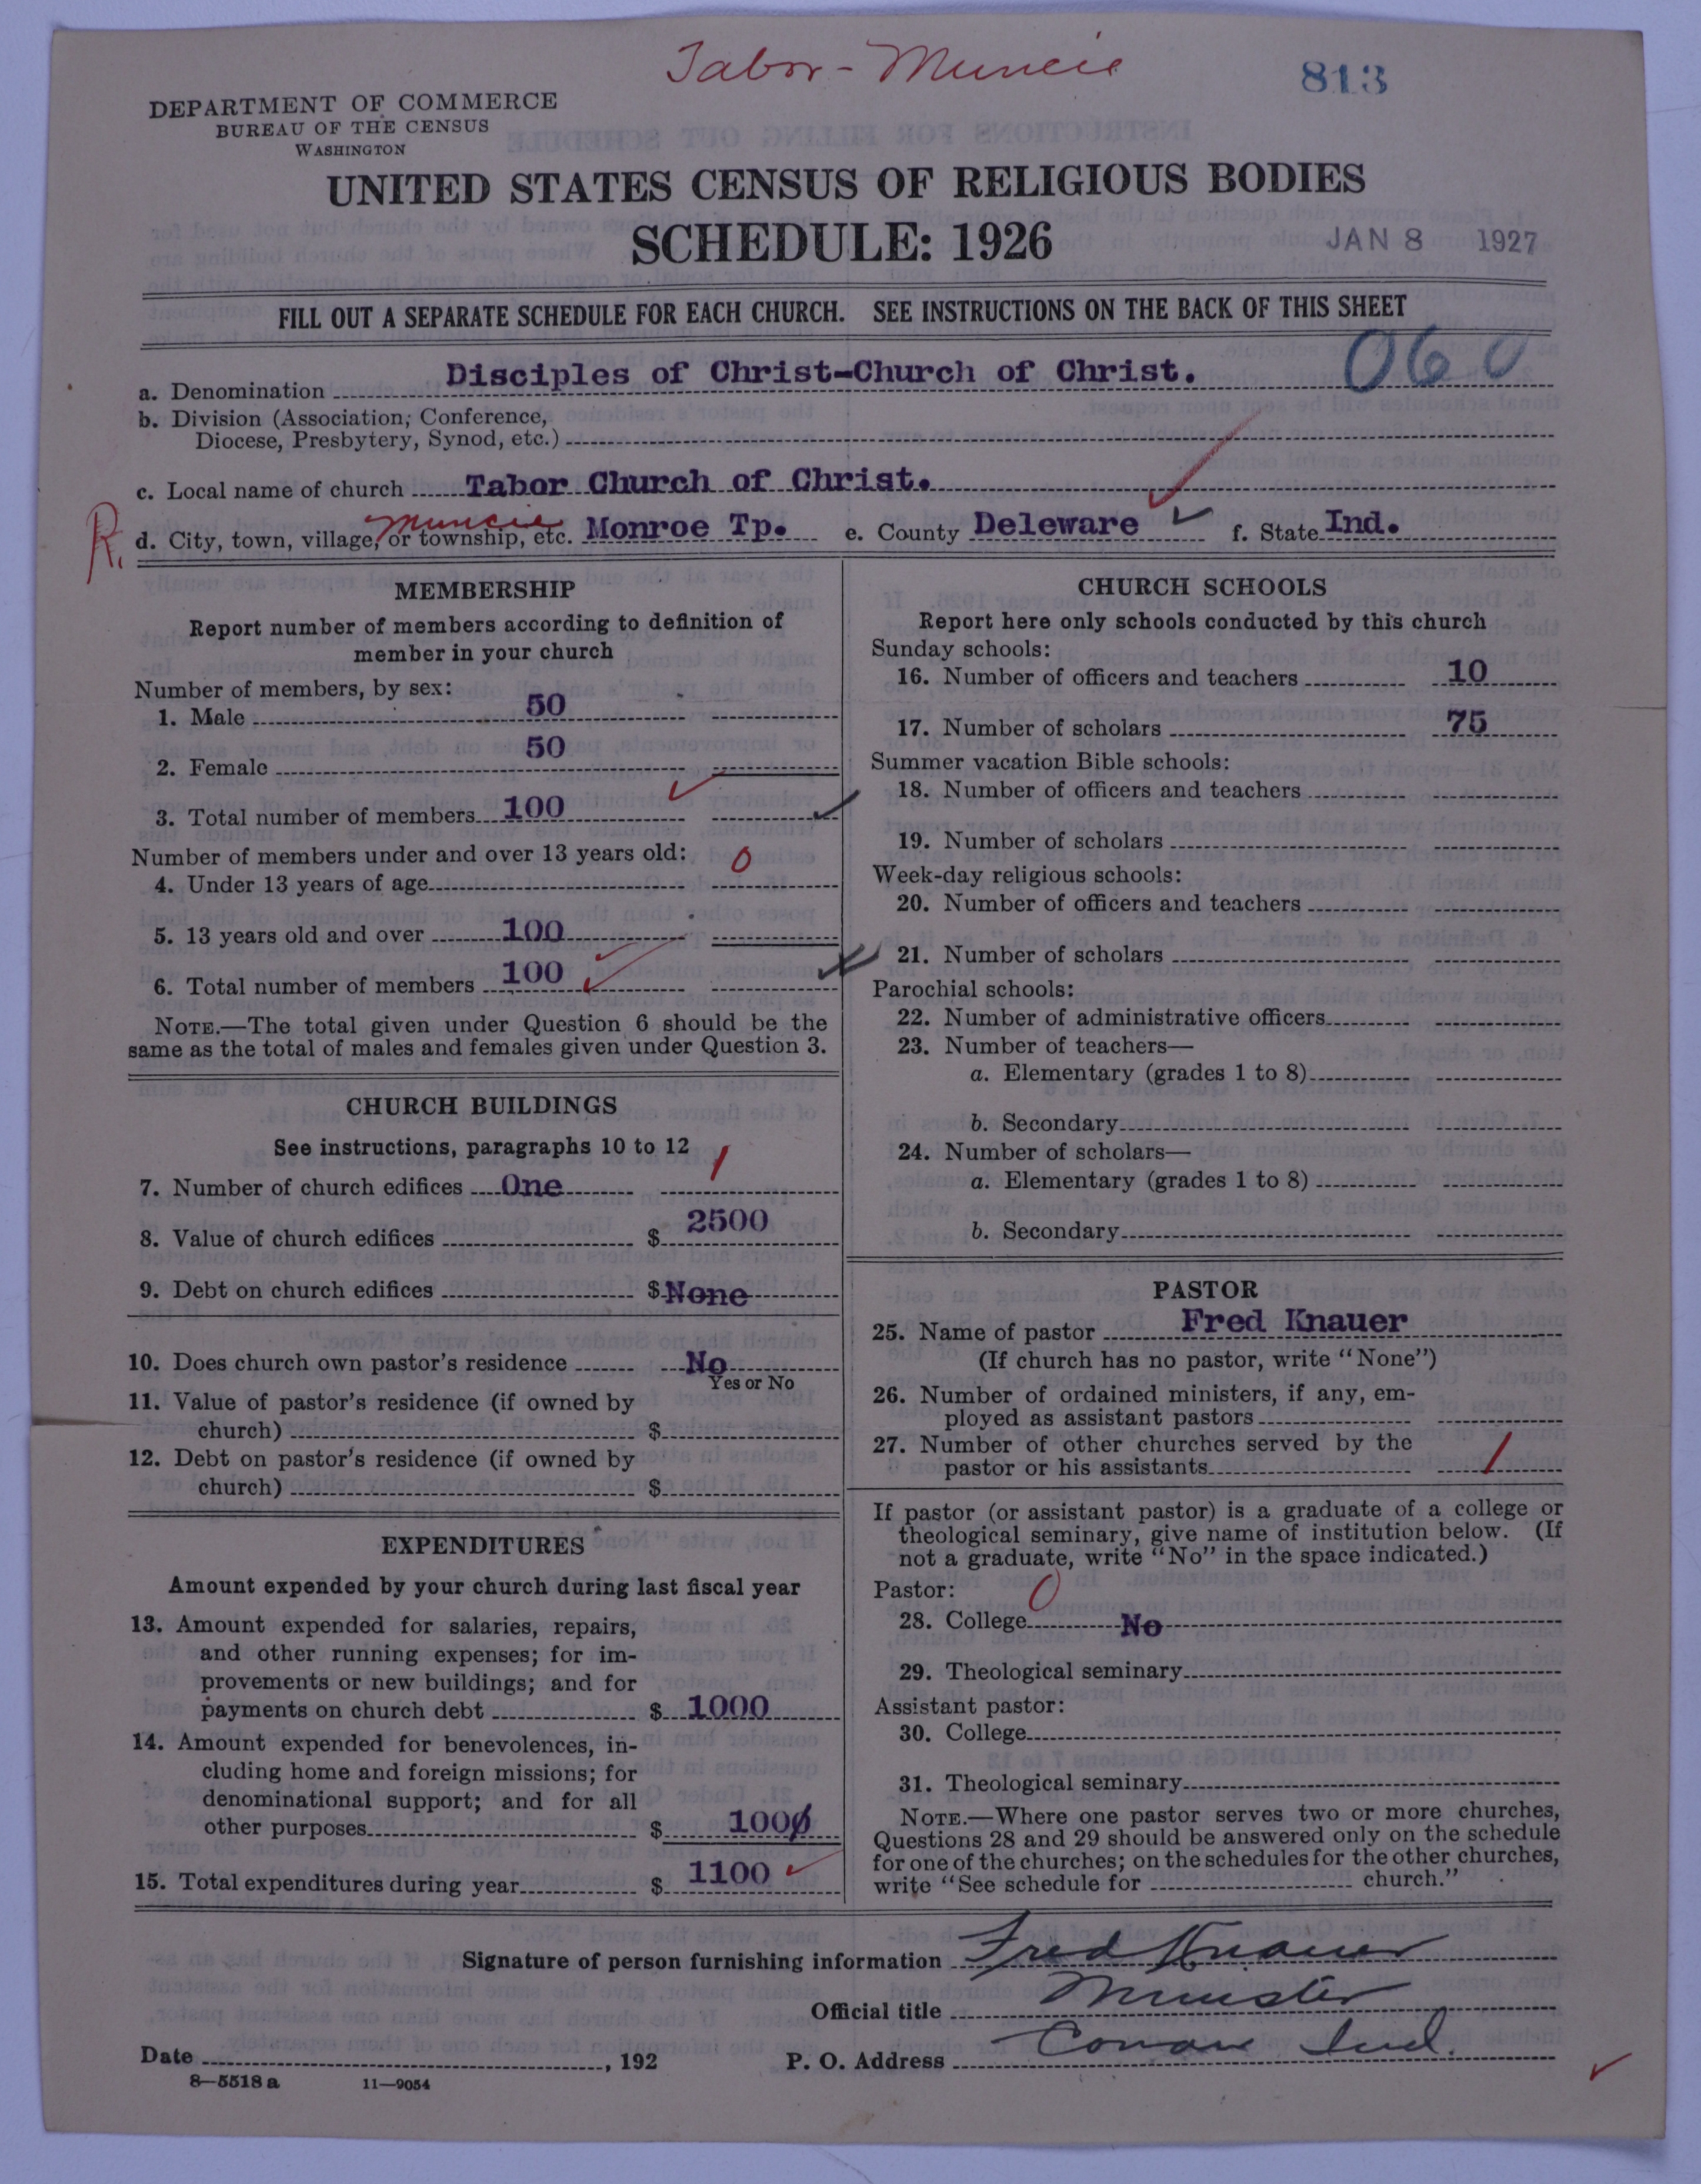 Tabor - Muncie
813
DEPARTMENT OF COMMERCE
BUREAU OF THE CENSUS
WASHINGTON
UNITED STATES CENSUS OF RELIGIOUS BODIES
SCHEDULE: 1926
JAN 8 1927
FILL OUT A SEPARATE SCHEDULE FOR EACH CHURCH. SEE INSTRUCTIONS ON THE BACK OF THIS SHEET
060
a. Denomination Disciples of Christ-Church of Christ.
b. Division (Association, Conference,
Diocese, Presbytery, Synod, etc.)
c. Local name of church Tabor Church of Christ.
R. Muncie
d. City, town, village, or township, etc. Monroe Tp. e. County Deleware f. State Ind.
MEMBERSHIP
Report number of members according to definition of
member in your church
Number of members, by sex:
1. Male 50
2. Female 50
3. Total number of members 100
Number of members under and over 13 years old:
4. Under 13 years of age 0
5. 13 years old and over 100
6. Total number of members 100
NOTE.—The total given under Question 6 should be the
same as the total of males and females given under Question 3.
CHURCH BUILDINGS
See instructions, paragraphs 10 to 12
7. Number of church edifices One 1
8. Value of church edifices $ 2500
9. Debt on church edifices $ None
10. Does church own pastor's residence No
Yes or No
11. Value of pastor's residence (if owned by
church) $
12. Debt on pastor's residence (if owned by
church) $
EXPENDITURES
Amount expended by your church during last fiscal year
13. Amount expended for salaries, repairs,
and other running expenses; for im-
provements or new buildings; and for
payments on church debt $ 1000
14. Amount expended for benevolences, in-
cluding home and foreign missions; for
denominational support; and for all
other purposes $ 1000
15. Total expenditures during year $ 1100
CHURCH SCHOOLS
Report here only schools conducted by this church
Sunday schools:
16. Number of officers and teachers 10
17. Number of scholars 75
Summer vacation Bible schools:
18. Number of officers and teachers
19. Number of scholars
Week-day religious schools:
20. Number of officers and teachers
21. Number of scholars
Parochial schools:
22. Number of administrative officers
23. Number of teachers—
a. Elementary (grades 1 to 8)
b. Secondary
24. Number of scholars—
a. Elementary (grades 1 to 8)
b. Secondary
PASTOR
25. Name of pastor Fred Knauer
(If church has no pastor, write "None")
26. Number of ordained ministers, if any, em-
ployed as assistant pastors
27. Number of other churches served by the
pastor or his assistants 1
If pastor (or assistant pastor) is a graduate of a college or
theological seminary, give name of institution below. (If
not a graduate, write "No" in the space indicated.)
Pastor: 0
28. College No
29. Theological seminary
Assistant pastor:
30. College
31. Theological seminary
NOTE.—Where one pastor serves two or more churches,
Questions 28 and 29 should be answered only on the schedule
for one of the churches; on the schedules for the other churches,
write "See schedule for church."
Signature of person furnishing information Fred Knauer
Official title Minister
Date , 192 P. O. Address Cowan Ind.
8—5518 a 11—9054